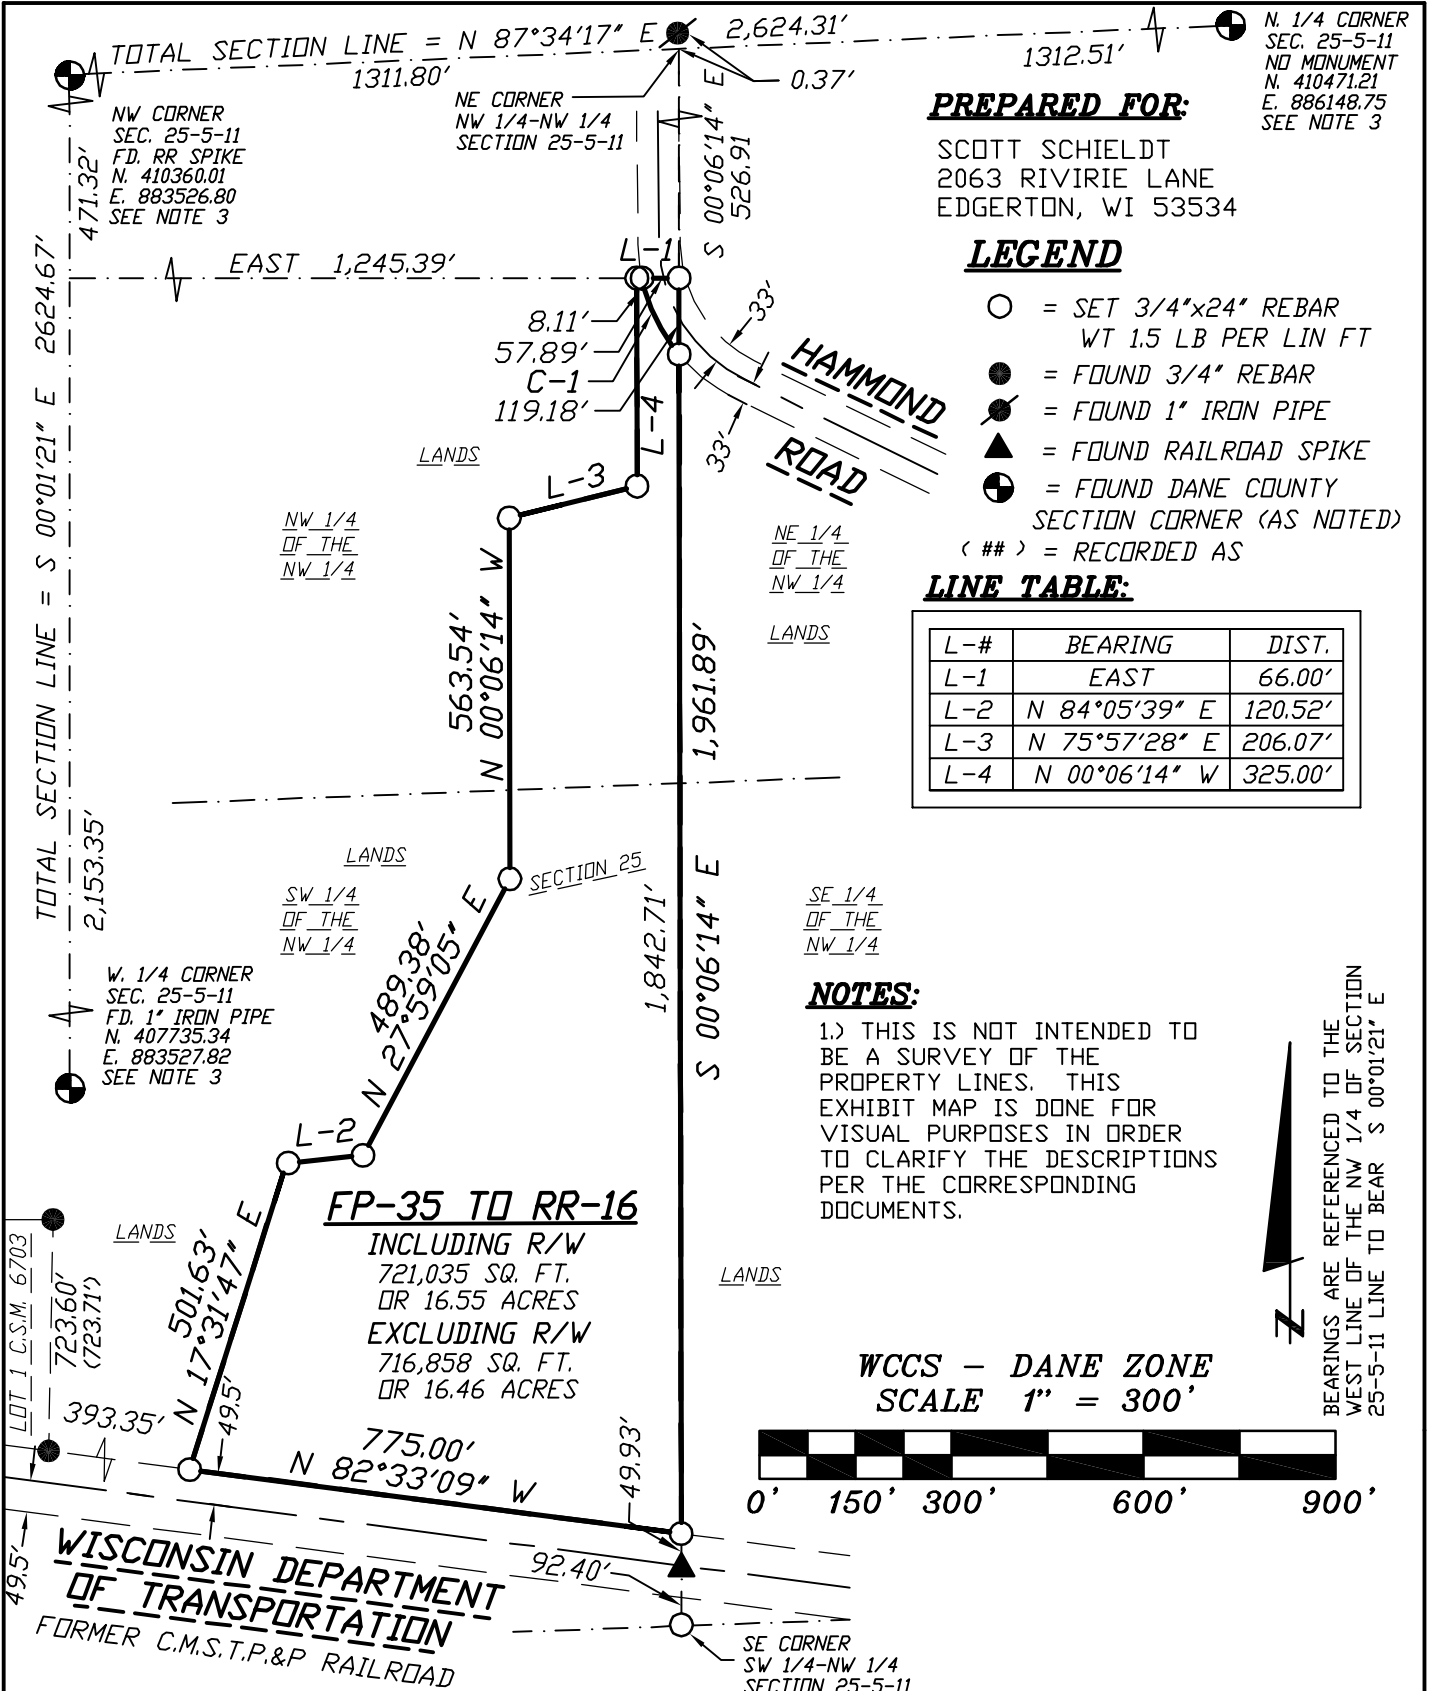 TOTAL SECTION LINE = N 87°34'17" E 2,624.31'
1311.80'
1312.51'
0.37'
N. 1/4 CORNER
SEC. 25-5-11
NO MONUMENT
N. 410471.21
E. 886148.75
SEE NOTE 3
NW CORNER
SEC. 25-5-11
FD. RR SPIKE
N. 410360.01
E. 883526.80
SEE NOTE 3
NE CORNER
NW 1/4-NW 1/4
SECTION 25-5-11
S 00°06'14" E
526.91
PREPARED FOR:
SCOTT SCHIELDT
2063 RIVIRIE LANE
EDGERTON, WI 53534
471.32'
TOTAL SECTION LINE = S 00°01'21" E 2624.67'
2,153.35'
EAST 1,245.39'
L-1
8.11'
57.89'
C-1
119.18'
L-4
L-3
33'
33'
HAMMOND
ROAD
LEGEND
= SET 3/4"x24" REBAR
WT 1.5 LB PER LIN FT
= FOUND 3/4" REBAR
= FOUND 1" IRON PIPE
= FOUND RAILROAD SPIKE
= FOUND DANE COUNTY
SECTION CORNER (AS NOTED)
( ## ) = RECORDED AS
LANDS
NW 1/4
OF THE
NW 1/4
NE 1/4
OF THE
NW 1/4
LANDS
LINE TABLE:
L-# BEARING DIST.
L-1 EAST 66.00'
L-2 N 84°05'39" E 120.52'
L-3 N 75°57'28" E 206.07'
L-4 N 00°06'14" W 325.00'
563.54'
N 00°06'14" W
1,961.89'
S 00°06'14" E
1,842.71'
LANDS
SW 1/4
OF THE
NW 1/4
SECTION 25
SE 1/4
OF THE
NW 1/4
489.38'
N 27°59'05" E
W. 1/4 CORNER
SEC. 25-5-11
FD. 1" IRON PIPE
N. 407735.34
E. 883527.82
SEE NOTE 3
NOTES:
1.) THIS IS NOT INTENDED TO
BE A SURVEY OF THE
PROPERTY LINES. THIS
EXHIBIT MAP IS DONE FOR
VISUAL PURPOSES IN ORDER
TO CLARIFY THE DESCRIPTIONS
PER THE CORRESPONDING
DOCUMENTS.
BEARINGS ARE REFERENCED TO THE
WEST LINE OF THE NW 1/4 OF SECTION
25-5-11 LINE TO BEAR S 00°01'21" E
N
L-2
FP-35 TO RR-16
INCLUDING R/W
721,035 SQ. FT.
OR 16.55 ACRES
EXCLUDING R/W
716,858 SQ. FT.
OR 16.46 ACRES
LANDS
LANDS
LOT 1 C.S.M. 6703
723.60'
(723.71')
501.63'
N 17°31'47" E
49.5'
393.35'
775.00'
N 82°33'09" W
49.93'
92.40'
49.5'
WISCONSIN DEPARTMENT
OF TRANSPORTATION
FORMER C.M.S.T.P.&P RAILROAD
WCCS - DANE ZONE
SCALE 1" = 300'
0' 150' 300' 600' 900'
SE CORNER
SW 1/4-NW 1/4
SECTION 25-5-11